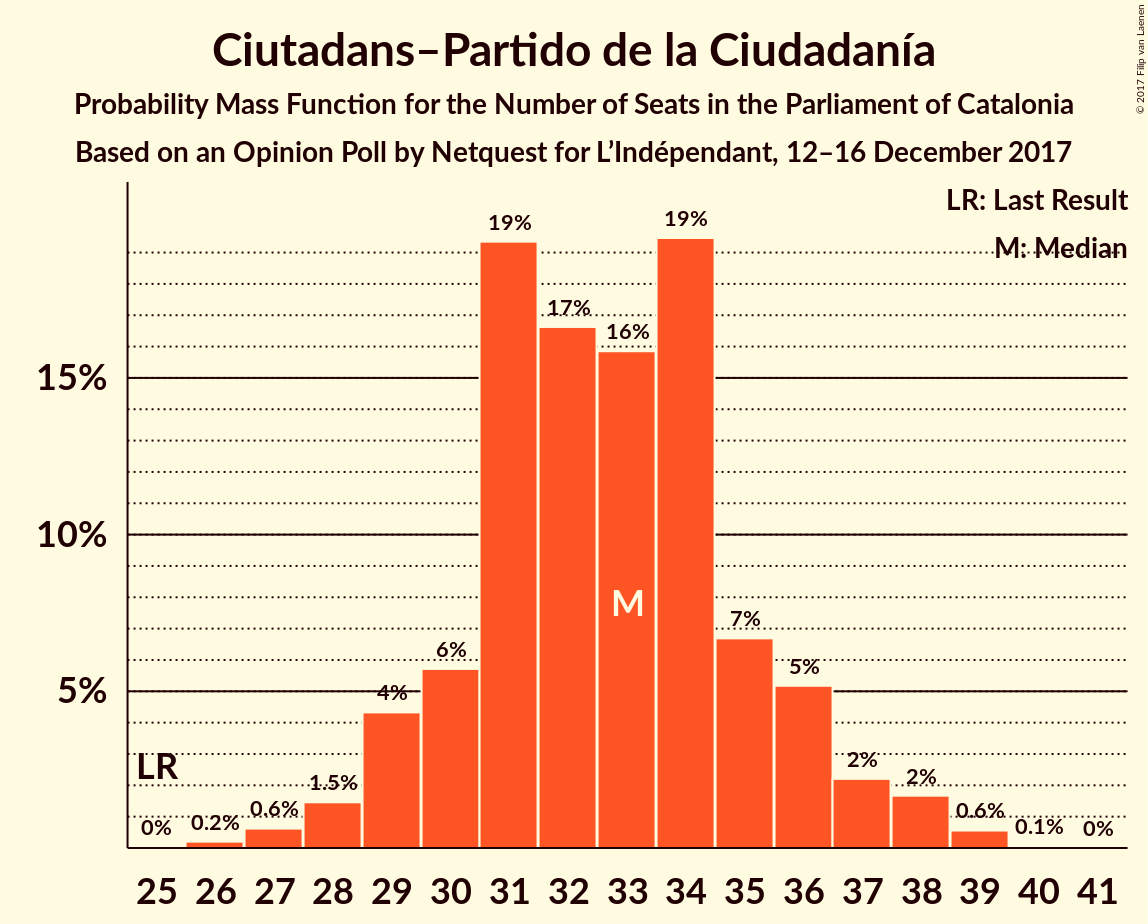 Ciutadans–Partido de la Ciudadanía
Probability Mass Function for the Number of Seats in the Parliament of Catalonia
Based on an Opinion Poll by Netquest for L’Indépendant, 12–16 December 2017
© 2017 Filip van Laenen
LR: Last Result
M: Median
15%
10%
5%
LR
0%
0.2%
0.6%
1.5%
4%
6%
19%
17%
16%
19%
7%
5%
2%
2%
0.6%
0.1%
0%
M
25 26 27 28 29 30 31 32 33 34 35 36 37 38 39 40 41